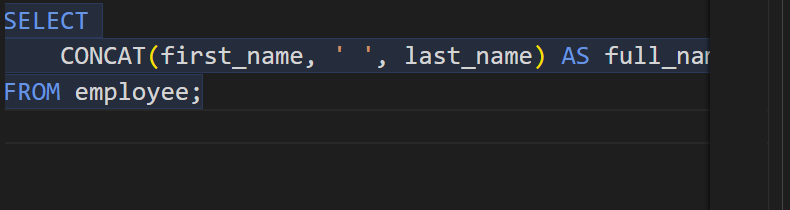 SELECT
    CONCAT(first_name, ' ', last_name) AS
FROM employee;